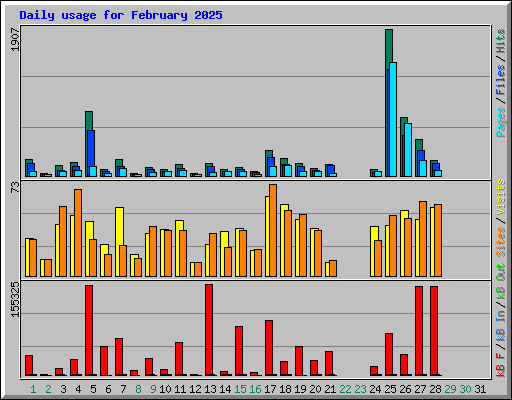 Daily usage for February 2025
1907
73
155325
Pages / Files / Hits
Sites / Visits
kB F / kB In / kB Out
1 2 3 4 5 6 7 8 9 10 11 12 13 14 15 16 17 18 19 20 21 22 23 24 25 26 27 28 29 30 31